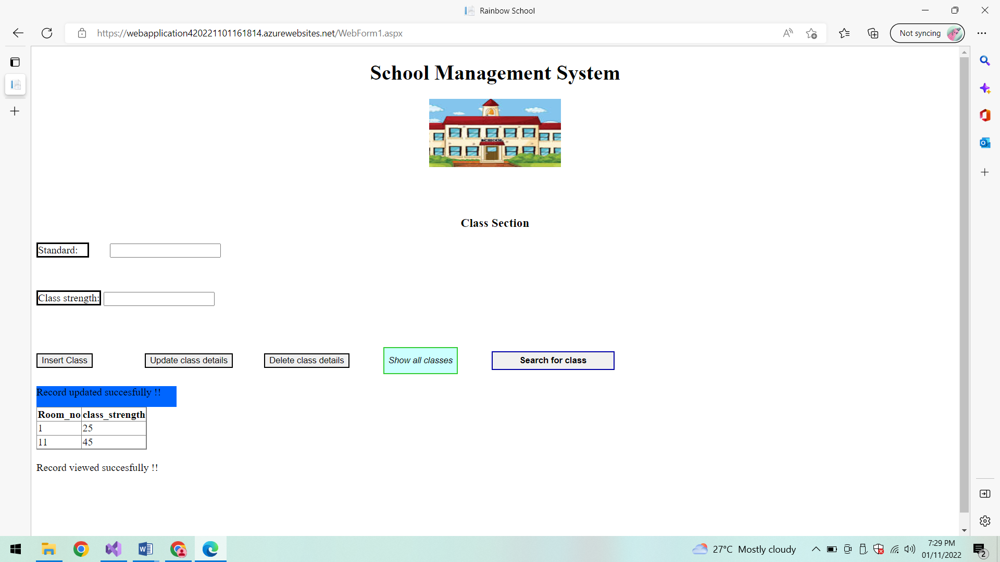 Rainbow School
https://webapplication420221101161814.azurewebsites.net/WebForm1.aspx
Not syncing
School Management System
SCHOOL
Class Section
Standard:
Class strength:
Insert Class Update class details Delete class details Show all classes Search for class
Record updated succesfully !!
Room_no class_strength
1 25
11 45
Record viewed succesfully !!
27°C Mostly cloudy
7:29 PM
01/11/2022
2